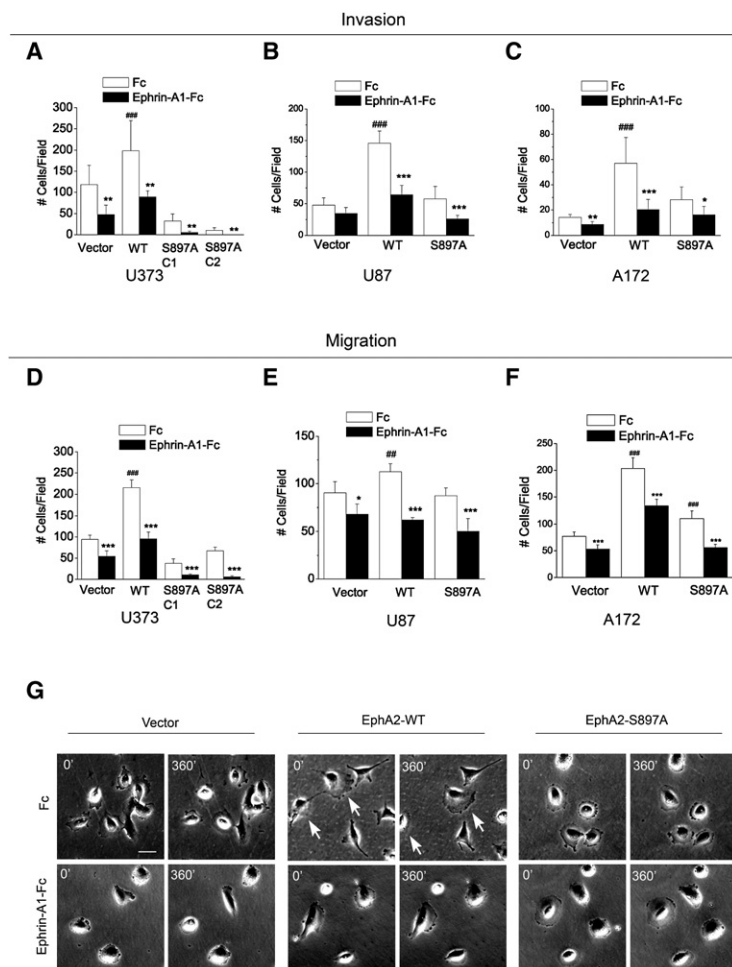 Invasion
A
Fc
Ephrin-A1-Fc
# Cells/Field
300
250
200
150
100
50
0
**
###
**
**
**
Vector WT S897A C1 S897A C2
U373
B
Fc
Ephrin-A1-Fc
# Cells/Field
200
150
100
50
0
###
***
***
Vector WT S897A
U87
C
Fc
Ephrin-A1-Fc
# Cells/Field
100
80
60
40
20
0
**
###
***
*
Vector WT S897A
A172
Migration
D
Fc
Ephrin-A1-Fc
# Cells/Field
300
250
200
150
100
50
0
***
###
***
***
***
Vector WT S897A C1 S897A C2
U373
E
Fc
Ephrin-A1-Fc
# Cells/Field
150
100
50
0
*
##
***
***
Vector WT S897A
U87
F
Fc
Ephrin-A1-Fc
# Cells/Field
250
200
150
100
50
0
***
###
***
###
***
Vector WT S897A
A172
G
Vector EphA2-WT EphA2-S897A
Fc
0' 360' 0' 360' 0' 360'
Ephrin-A1-Fc
0' 360' 0' 360' 0' 360'